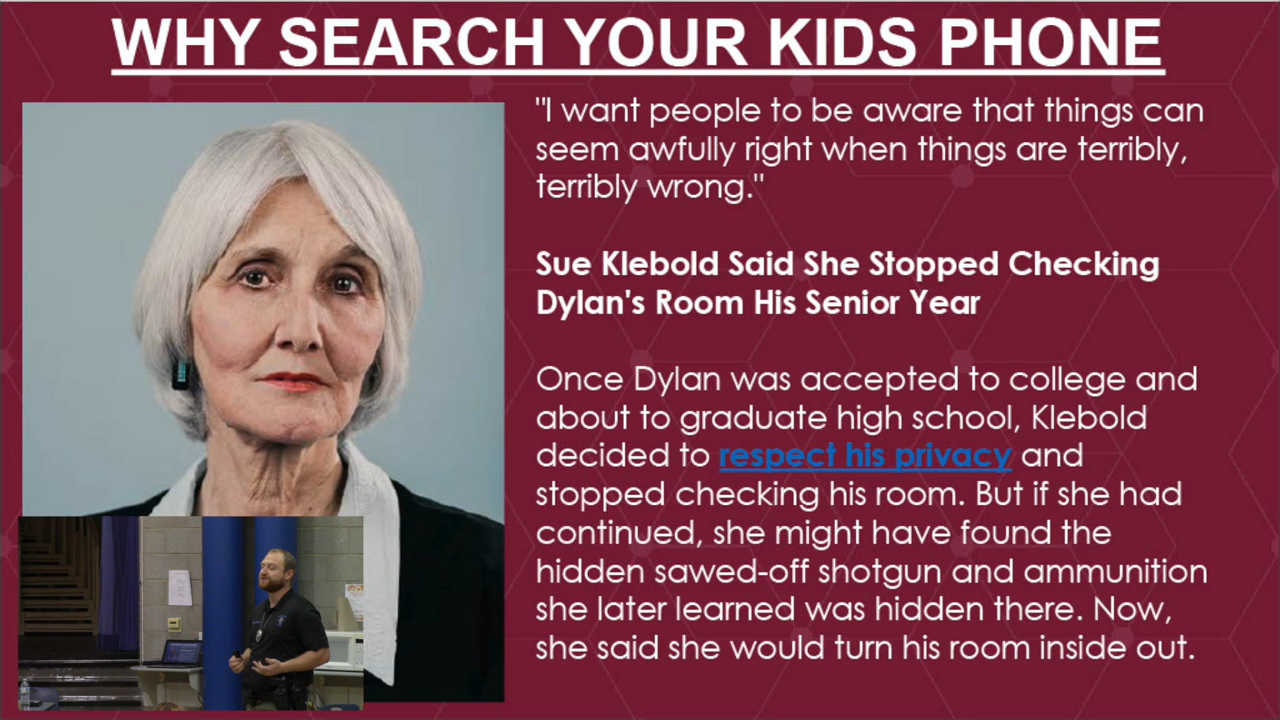 WHY SEARCH YOUR KIDS PHONE
"I want people to be aware that things can
seem awfully right when things are terribly,
terribly wrong."
Sue Klebold Said She Stopped Checking
Dylan's Room His Senior Year
Once Dylan was accepted to college and
about to graduate high school, Klebold
decided to respect his privacy and
stopped checking his room. But if she had
continued, she might have found the
hidden sawed-off shotgun and ammunition
she later learned was hidden there. Now,
she said she would turn his room inside out.